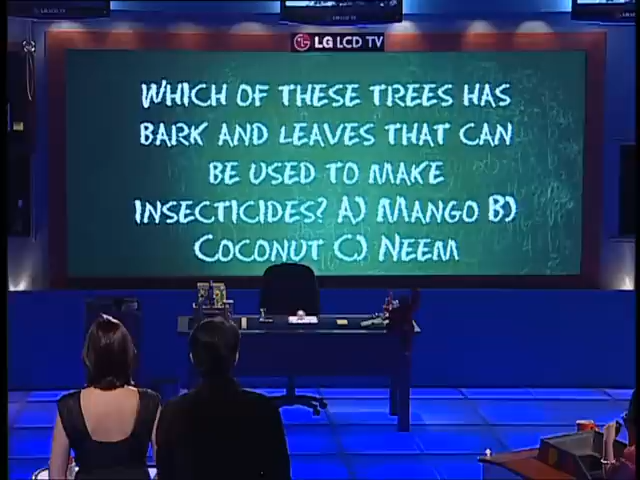 LG LCD TV
WHICH OF THESE TREES HAS
BARK AND LEAVES THAT CAN
BE USED TO MAKE
INSECTICIDES? A) MANGO B)
COCONUT C) NEEM